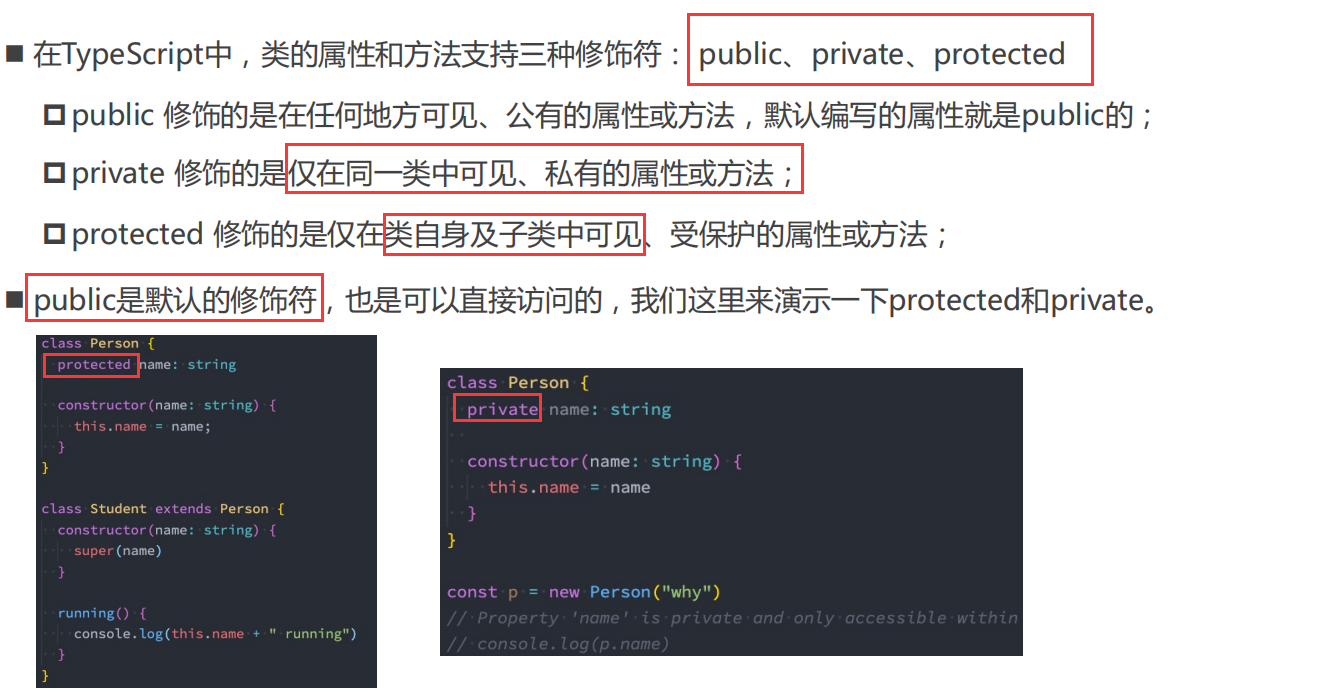 在TypeScript中，类的属性和方法支持三种修饰符：public、private、protected
public 修饰的是在任何地方可见、公有的属性或方法，默认编写的属性就是public的；
private 修饰的是仅在同一类中可见、私有的属性或方法；
protected 修饰的是仅在类自身及子类中可见、受保护的属性或方法；
public是默认的修饰符，也是可以直接访问的，我们这里来演示一下protected和private。
class Person {
protected name: string
constructor(name: string) {
this.name = name;
}
}
class Student extends Person {
constructor(name: string) {
super(name)
}
running() {
console.log(this.name + " running")
}
}
class Person {
private name: string
constructor(name: string) {
this.name = name
}
}
const p = new Person("why")
// Property 'name' is private and only accessible within
// console.log(p.name)